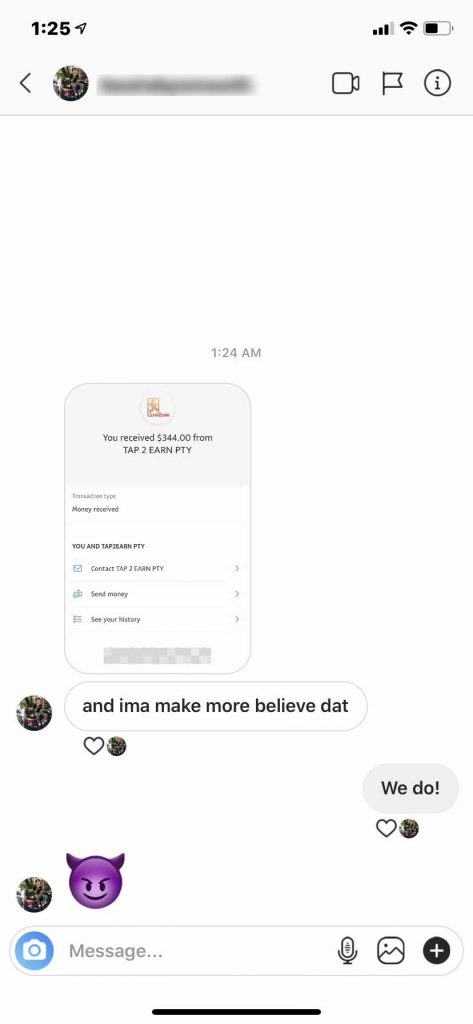 1:25
1:24 AM
You received $344.00 from
TAP 2 EARN PTY
Transaction type
Money received
YOU AND TAP2EARN PTY
Contact TAP 2 EARN PTY
Send money
See your history
and ima make more believe dat
We do!
Message...